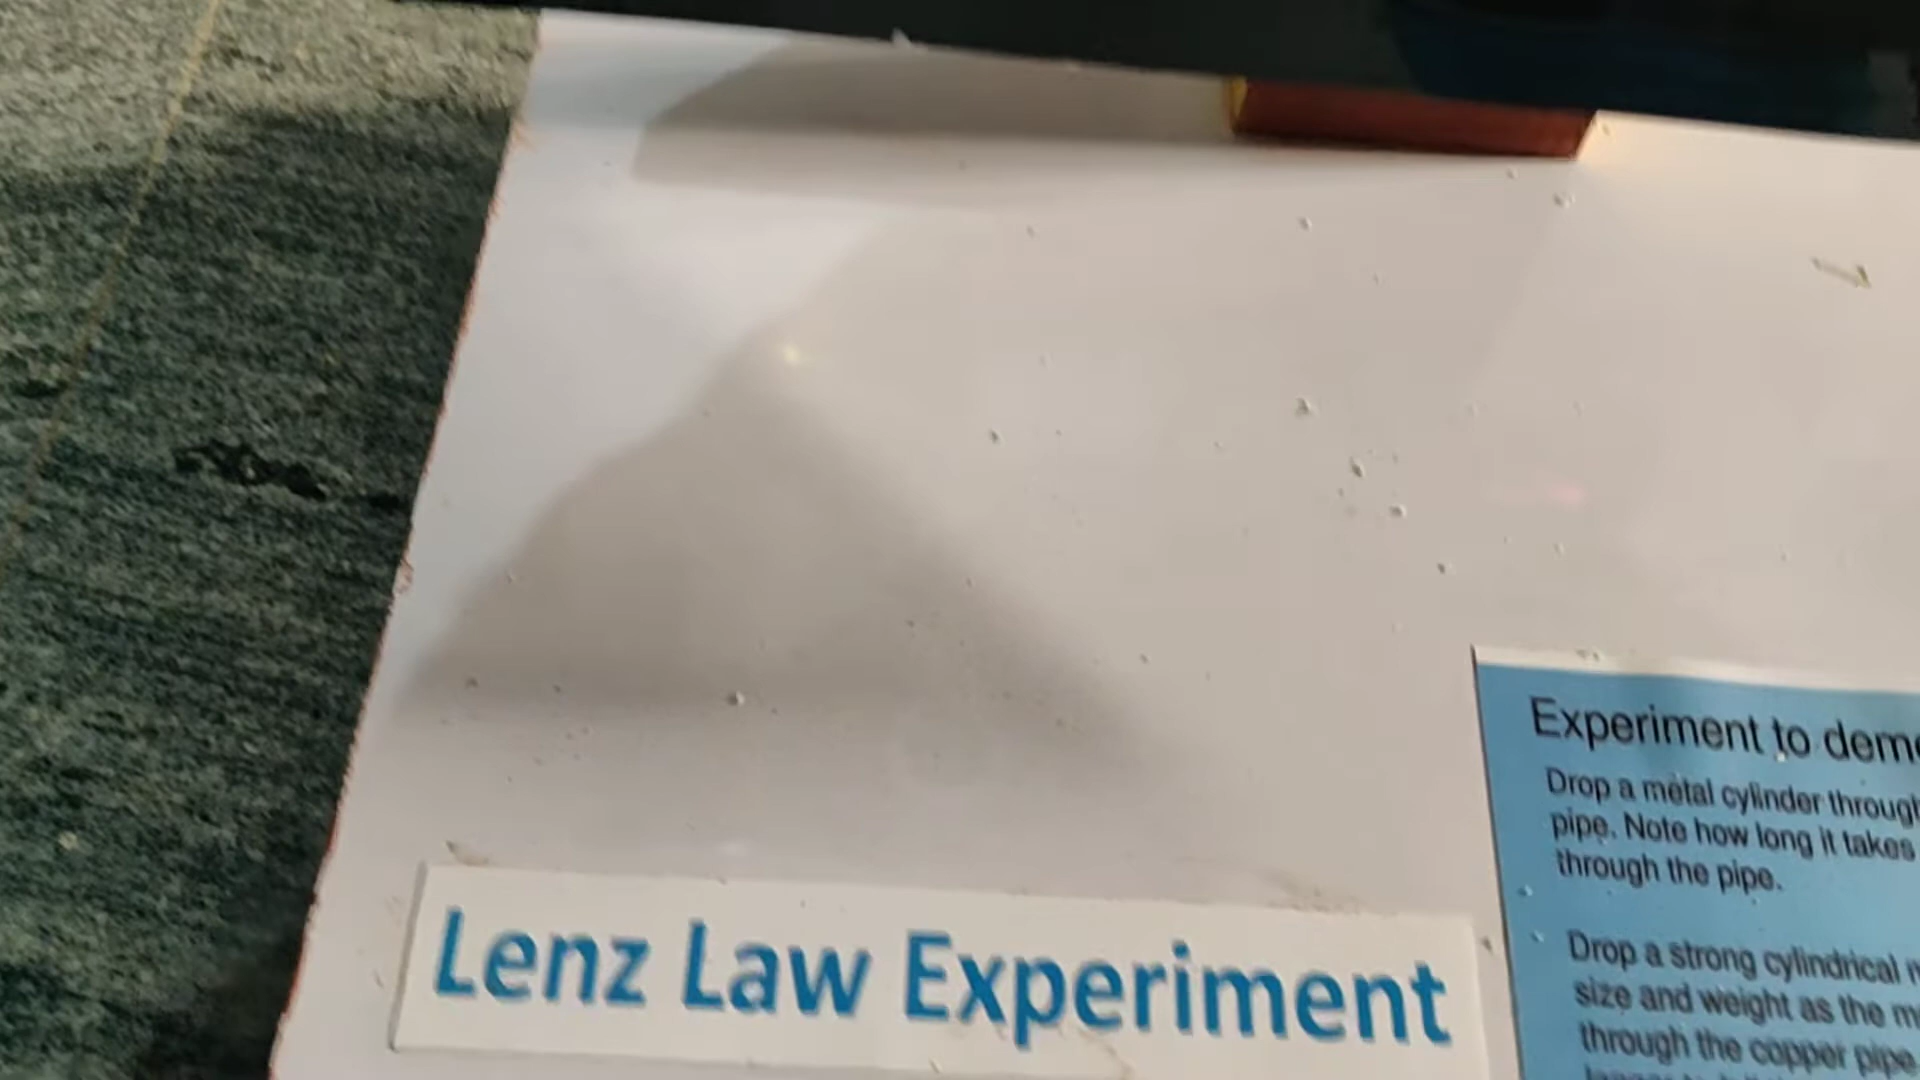 Lenz Law Experiment
Experiment to
Drop a metal cylinder through
pipe. Note how long it takes
through the pipe.
Drop a strong cylindrical
size and weight as the
through the copper pipe